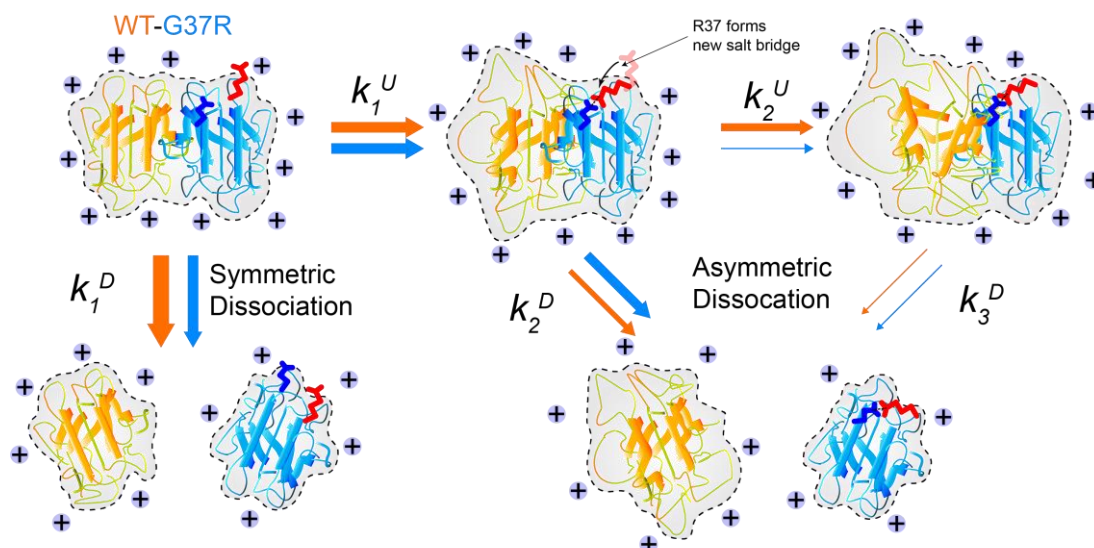 WT-G37R
R37 forms
new salt bridge
k₁ᵁ
k₂ᵁ
k₁ᴰ
Symmetric
Dissociation
k₂ᴰ
Asymmetric
Dissocation
k₃ᴰ